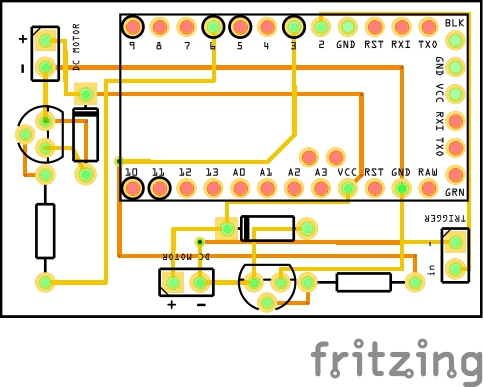 BLK
9 8 7 6 5 4 3 2 GND RST RXI TXO
+
-
DC MOTOR
GND
VCC
RXI
TXO
10 11 12 13 A0 A1 A2 A3 VCC RST GND RAW
GRN
TRIGGER
-
in
DC MOTOR
+ -
fritzing